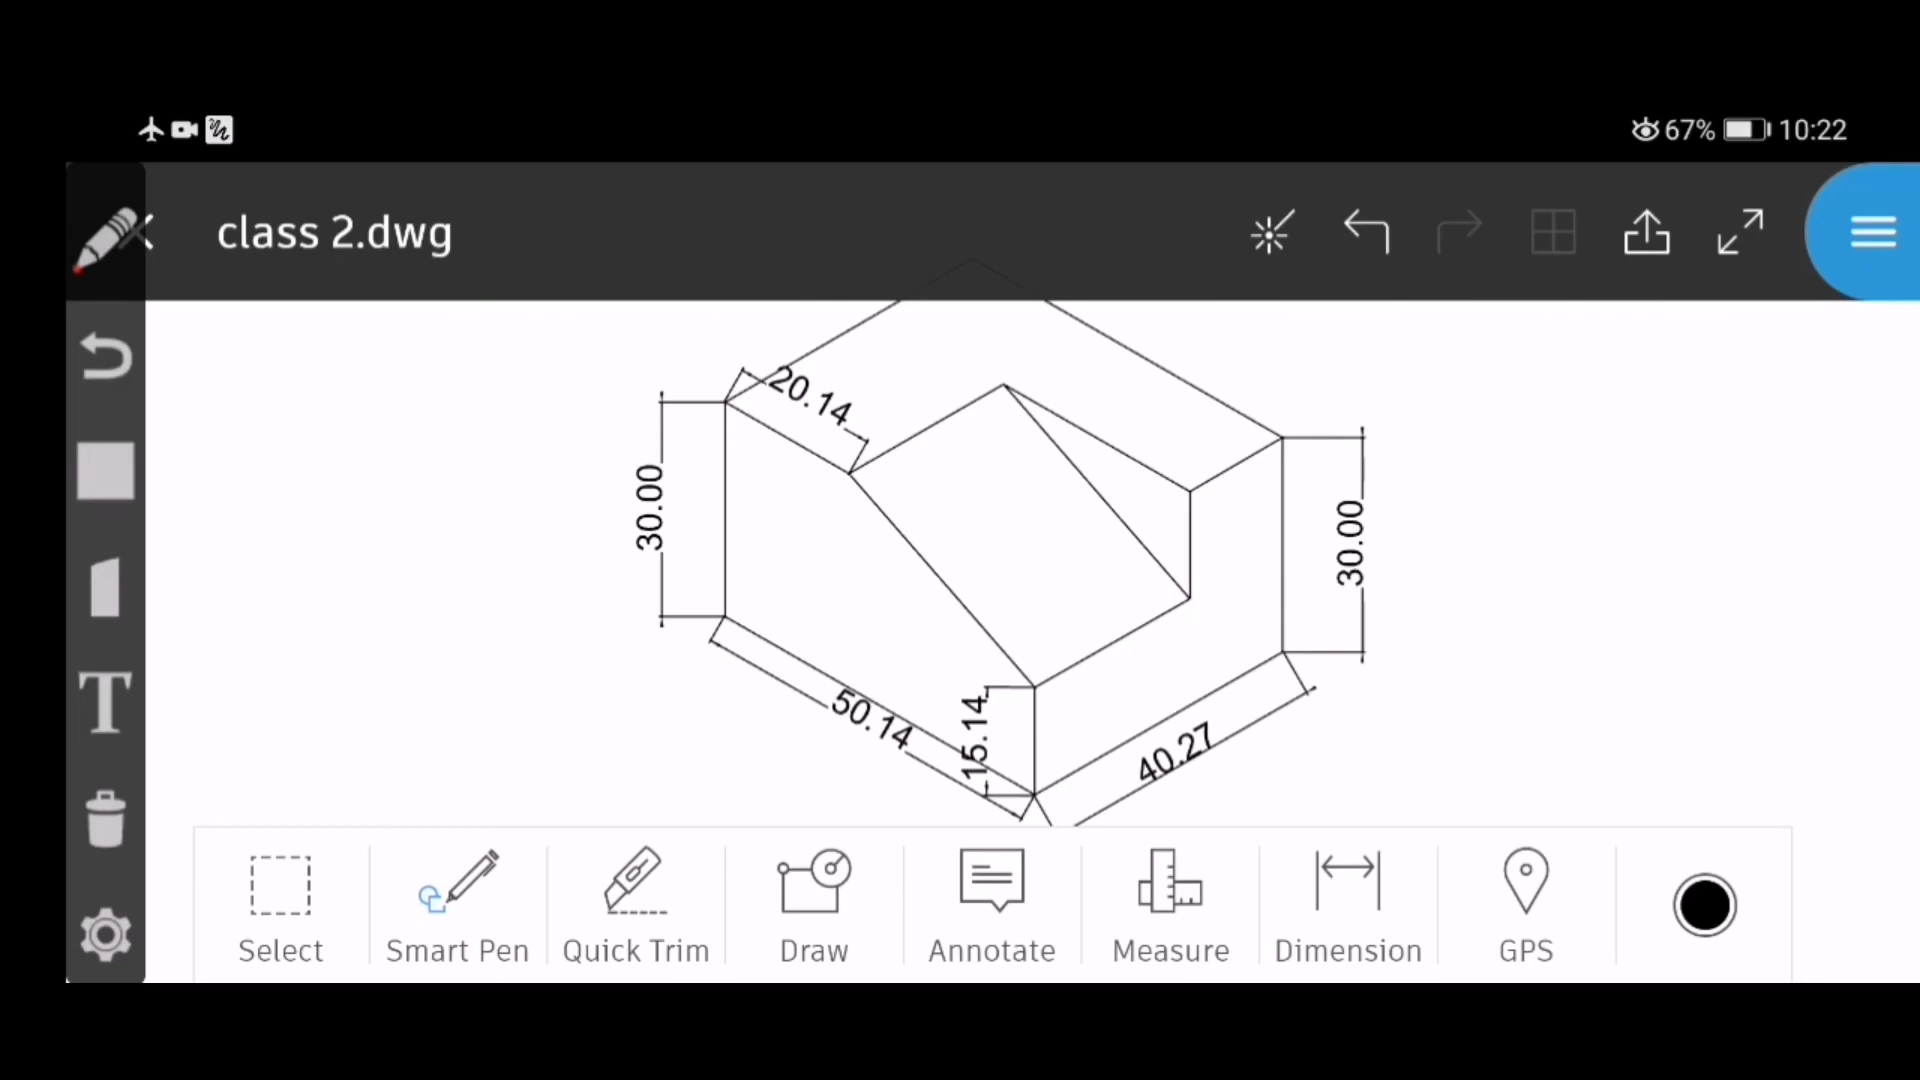 67% 10:22
class 2.dwg
20.14
30.00
30.00
50.14
15.14
40.27
T
Select Smart Pen Quick Trim Draw Annotate Measure Dimension GPS